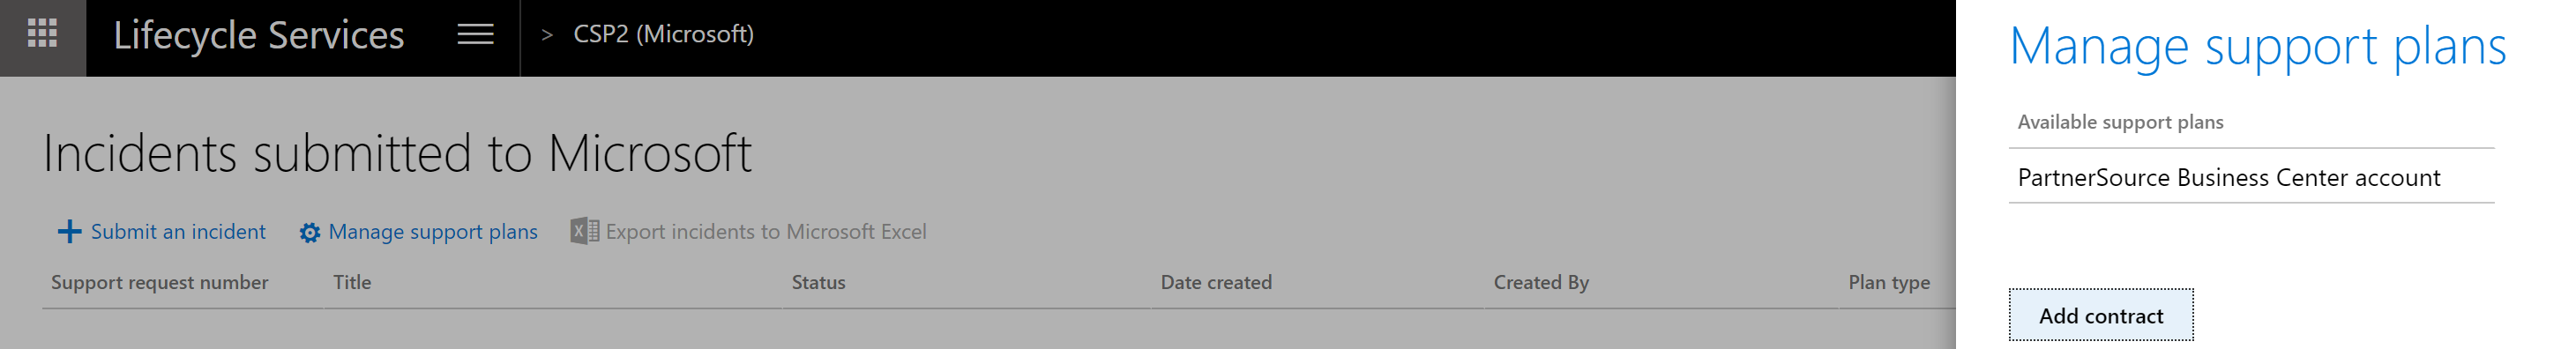 Lifecycle Services > CSP2 (Microsoft)
Incidents submitted to Microsoft
Submit an incident Manage support plans Export incidents to Microsoft Excel
Support request number Title Status Date created Created By Plan type
Manage support plans
Available support plans
PartnerSource Business Center account
Add contract